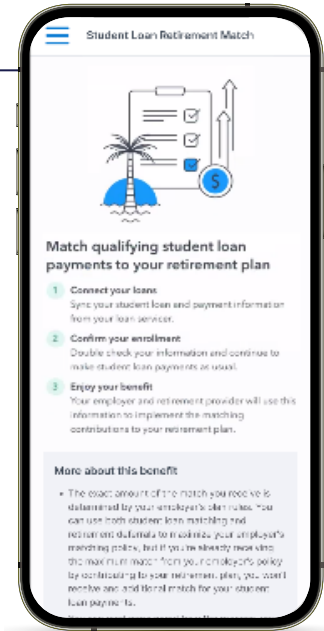 Student Loan Retirement Match
$
Match qualifying student loan
payments to your retirement plan
1 Connect your loans
Sync your student loan and payment information
from your loan servicer.
2 Confirm your enrollment
Double check your information and continue to
make student loan payments as usual.
3 Enjoy your benefit
Your employer and retirement provider will use this
information to implement the matching
contributions to your retirement plan.
More about this benefit
• The exact amount of the match you receive is
determined by your employer's plan rules. You
can use both student loan matching and
retirement deferrals to maximize your employer's
matching policy, but if you're already receiving
the maximum match from your employer's policy
by contributing to your retirement plan, you won't
receive and additional match for your student
loan payments.